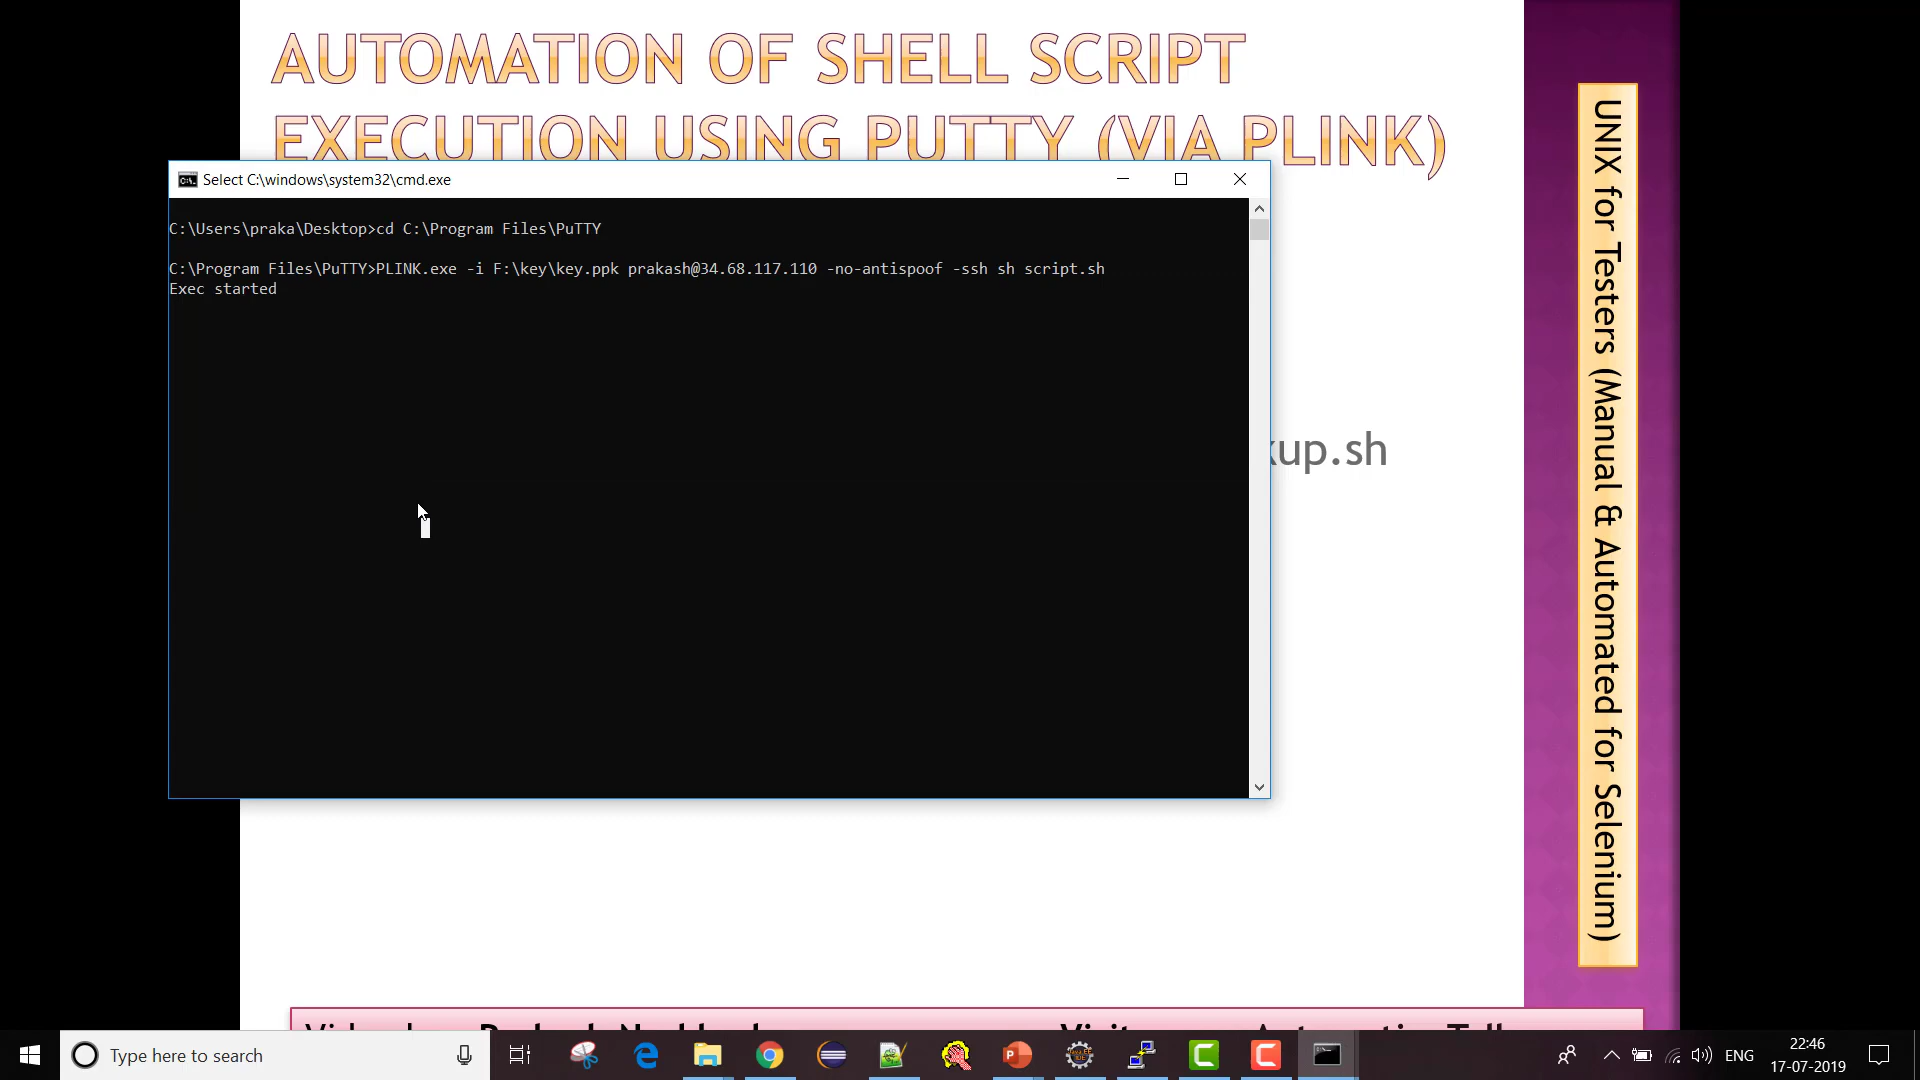 AUTOMATION OF SHELL SCRIPT
EXECUTION USING PUTTY (VIA PLINK)
UNIX for Testers (Manual & Automated for Selenium)
Select C:\windows\system32\cmd.exe
C:\Users\praka\Desktop>cd C:\Program Files\PuTTY
C:\Program Files\PuTTY>PLINK.exe -i F:\key\key.ppk prakash@34.68.117.110 -no-antispoof -ssh sh script.sh
Exec started
kup.sh
Type here to search
ENG
22:46
17-07-2019